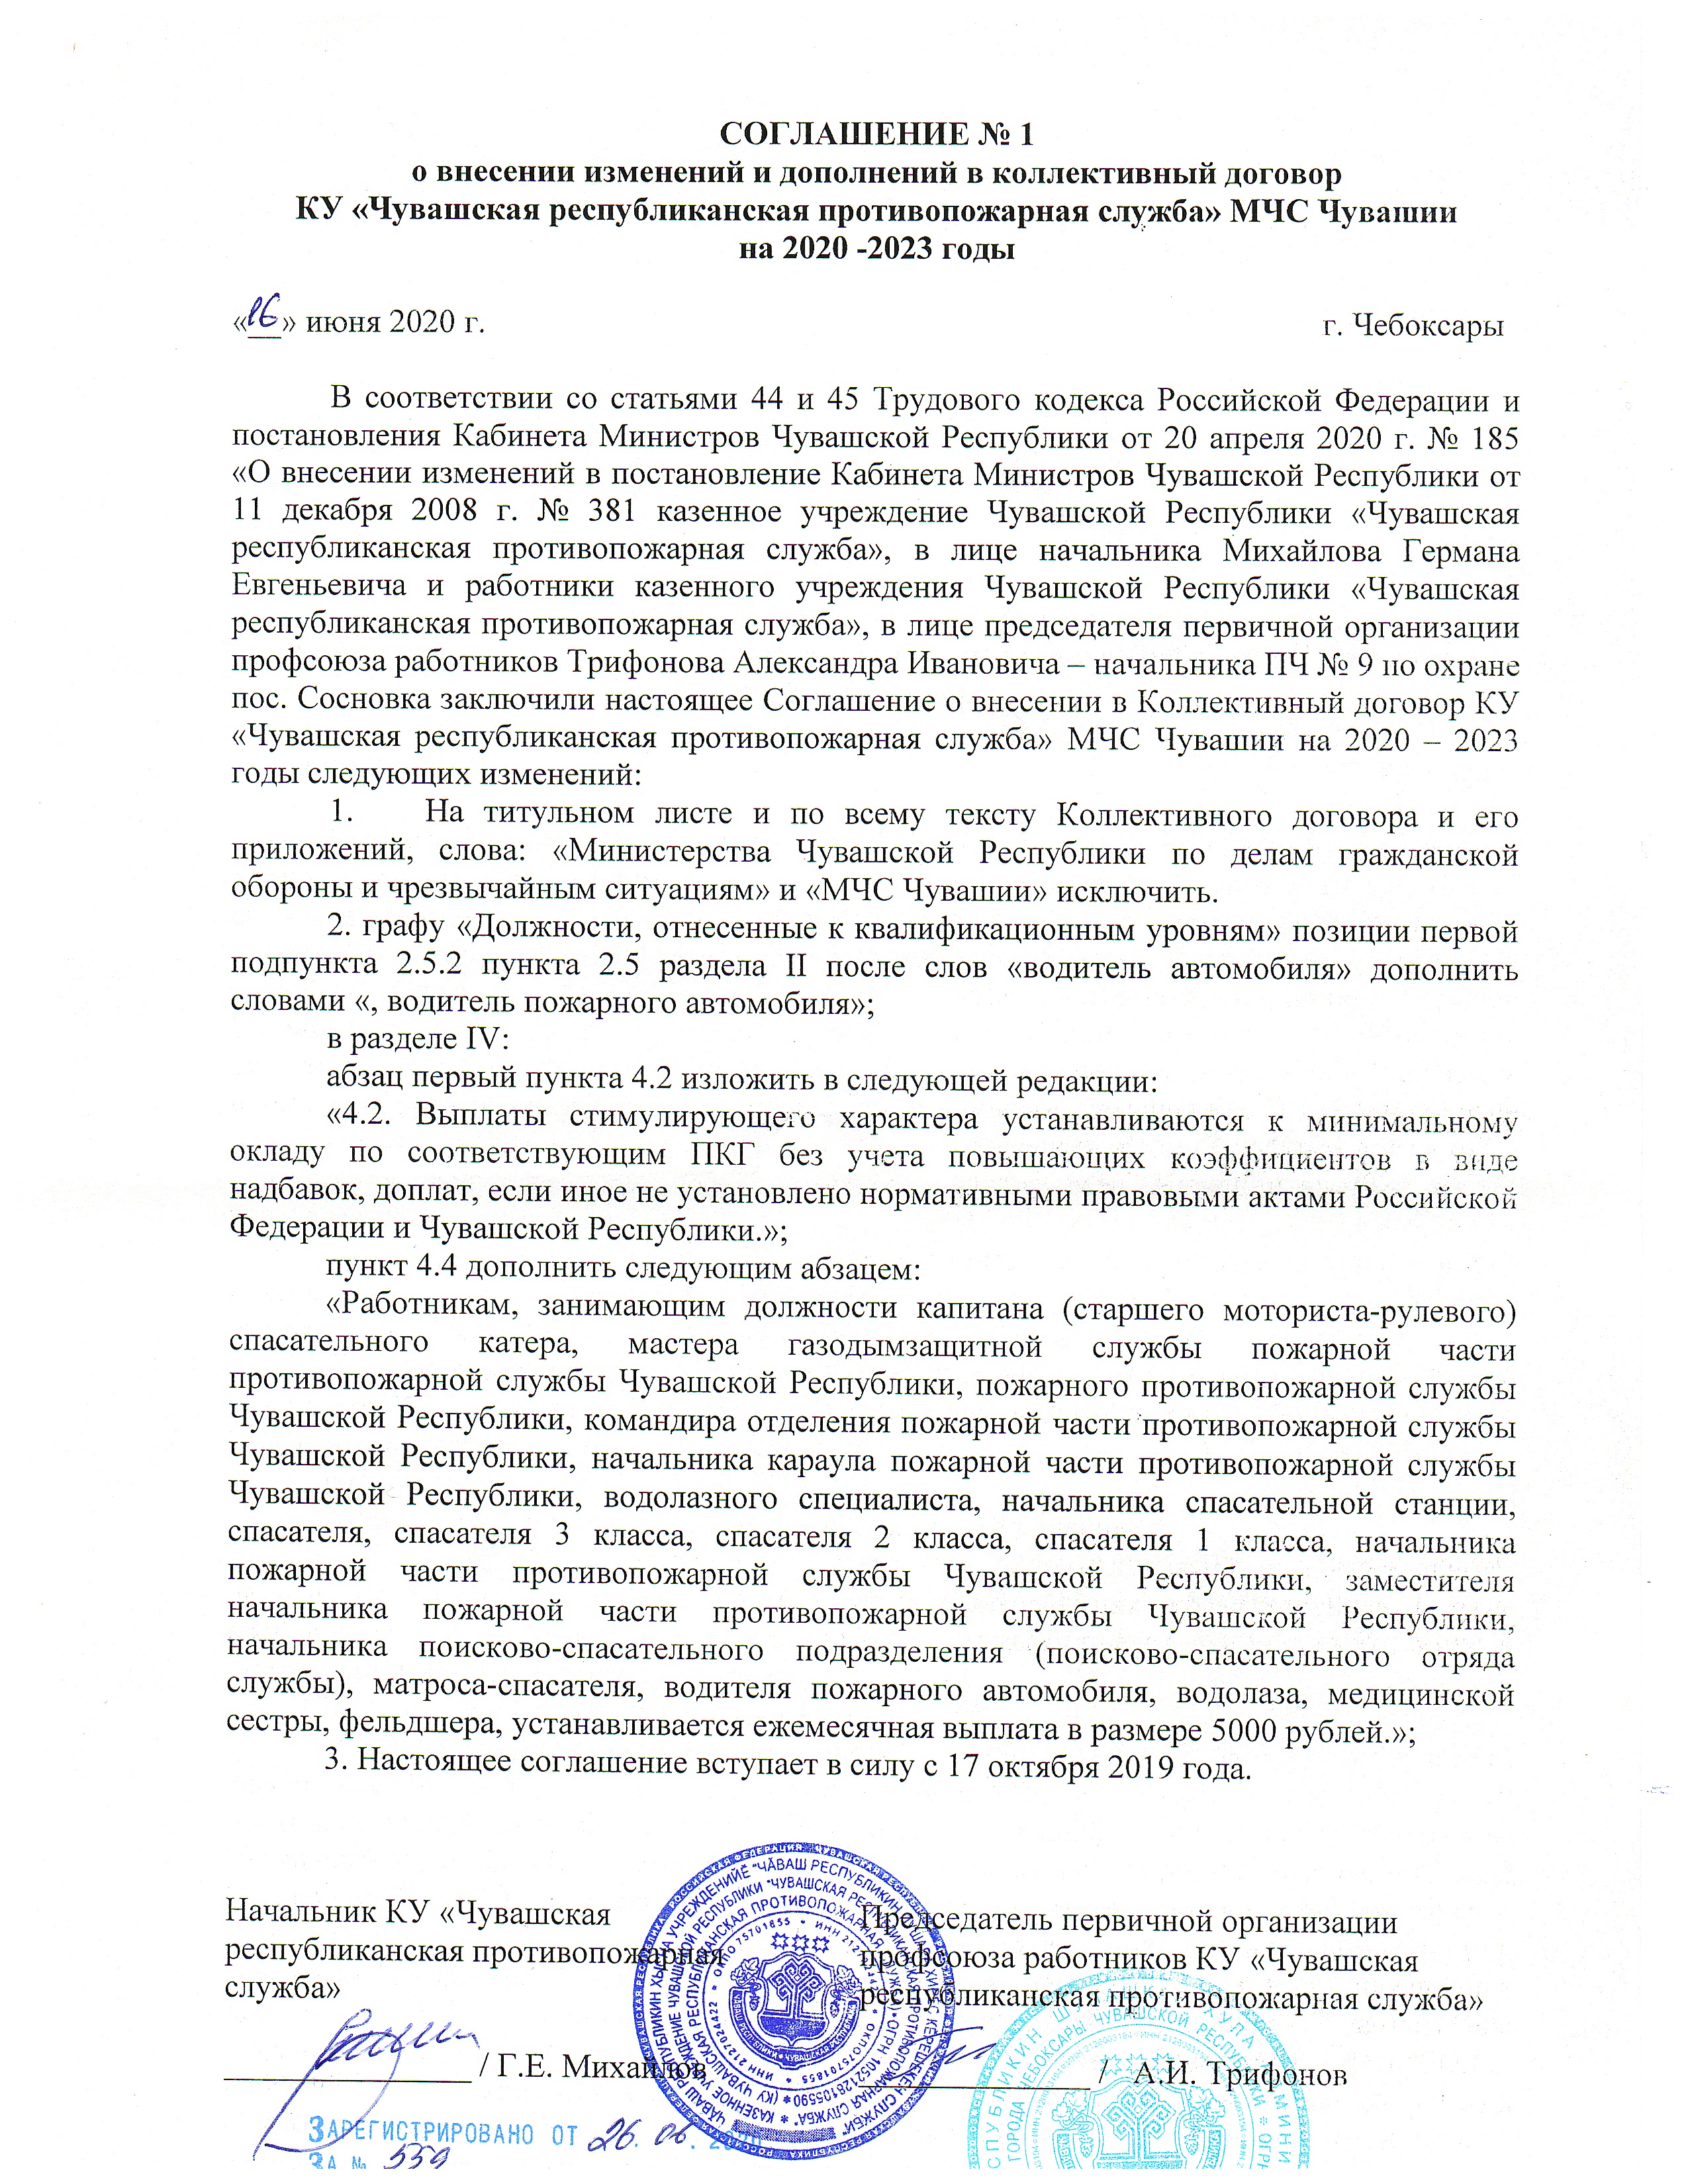 СОГЛАШЕНИЕ № 1
о внесении изменений и дополнений в коллективный договор
КУ «Чувашская республиканская противопожарная служба» МЧС Чувашии
на 2020 -2023 годы
«16» июня 2020 г. г. Чебоксары
В соответствии со статьями 44 и 45 Трудового кодекса Российской Федерации и
постановления Кабинета Министров Чувашской Республики от 20 апреля 2020 г. № 185
«О внесении изменений в постановление Кабинета Министров Чувашской Республики от
11 декабря 2008 г. № 381 казенное учреждение Чувашской Республики «Чувашская
республиканская противопожарная служба», в лице начальника Михайлова Германа
Евгеньевича и работники казенного учреждения Чувашской Республики «Чувашская
республиканская противопожарная служба», в лице председателя первичной организации
профсоюза работников Трифонова Александра Ивановича – начальника ПЧ № 9 по охране
пос. Сосновка заключили настоящее Соглашение о внесении в Коллективный договор КУ
«Чувашская республиканская противопожарная служба» МЧС Чувашии на 2020 – 2023
годы следующих изменений:
1. На титульном листе и по всему тексту Коллективного договора и его
приложений, слова: «Министерства Чувашской Республики по делам гражданской
обороны и чрезвычайным ситуациям» и «МЧС Чувашии» исключить.
2. графу «Должности, отнесенные к квалификационным уровням» позиции первой
подпункта 2.5.2 пункта 2.5 раздела II после слов «водитель автомобиля» дополнить
словами «, водитель пожарного автомобиля»;
в разделе IV:
абзац первый пункта 4.2 изложить в следующей редакции:
«4.2. Выплаты стимулирующего характера устанавливаются к минимальному
окладу по соответствующим ПКГ без учета повышающих коэффициентов в виде
надбавок, доплат, если иное не установлено нормативными правовыми актами Российской
Федерации и Чувашской Республики.»;
пункт 4.4 дополнить следующим абзацем:
«Работникам, занимающим должности капитана (старшего моториста-рулевого)
спасательного катера, мастера газодымзащитной службы пожарной части
противопожарной службы Чувашской Республики, пожарного противопожарной службы
Чувашской Республики, командира отделения пожарной части противопожарной службы
Чувашской Республики, начальника караула пожарной части противопожарной службы
Чувашской Республики, водолазного специалиста, начальника спасательной станции,
спасателя, спасателя 3 класса, спасателя 2 класса, спасателя 1 класса, начальника
пожарной части противопожарной службы Чувашской Республики, заместителя
начальника пожарной части противопожарной службы Чувашской Республики,
начальника поисково-спасательного подразделения (поисково-спасательного отряда
службы), матроса-спасателя, водителя пожарного автомобиля, водолаза, медицинской
сестры, фельдшера, устанавливается ежемесячная выплата в размере 5000 рублей.»;
3. Настоящее соглашение вступает в силу с 17 октября 2019 года.
Начальник КУ «Чувашская
республиканская противопожарная
служба»
/ Г.Е. Михайлов
Председатель первичной организации
профсоюза работников КУ «Чувашская
республиканская противопожарная служба»
/ А.И. Трифонов
ЗАРЕГИСТРИРОВАНО ОТ 26. 06. 2020
ЗА № 559